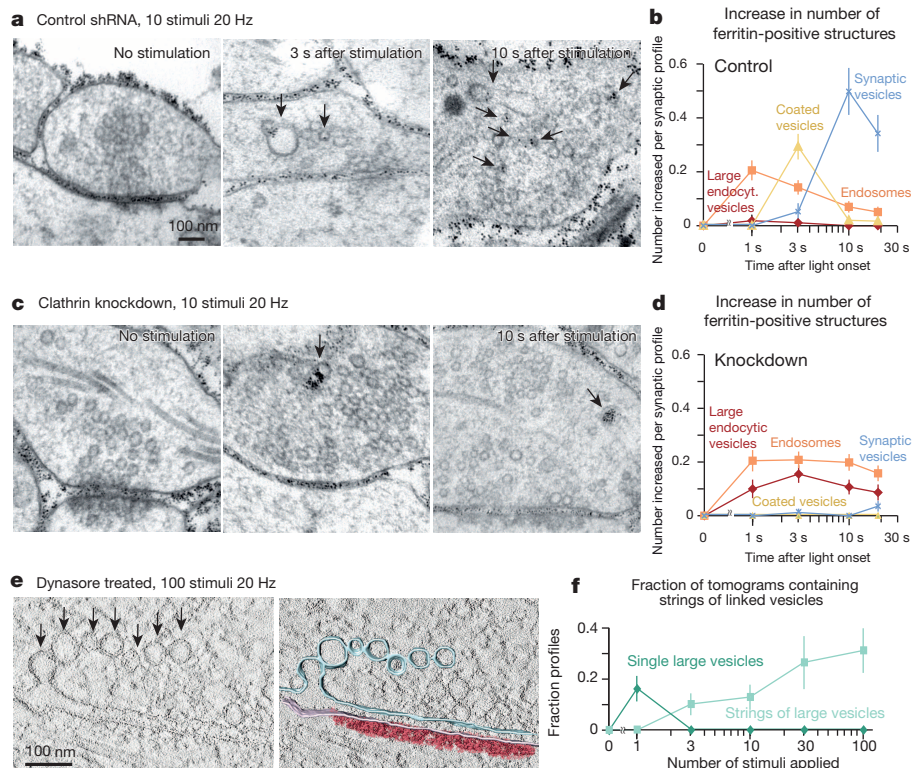 a Control shRNA, 10 stimuli 20 Hz
No stimulation
3 s after stimulation
10 s after stimulation
100 nm
b Increase in number of
ferritin-positive structures
Number increased per synaptic profile
0.6
0.4
0.2
0
Control
Synaptic
vesicles
Coated
vesicles
Large
endocyt.
vesicles
Endosomes
0
1 s
3 s
10 s
30 s
Time after light onset
c Clathrin knockdown, 10 stimuli 20 Hz
No stimulation
10 s after stimulation
d Increase in number of
ferritin-positive structures
Number increased per synaptic profile
0.6
0.4
0.2
0
Knockdown
Large
endocytic
vesicles
Endosomes
Synaptic
vesicles
Coated vesicles
0
1 s
3 s
10 s
30 s
Time after light onset
e Dynasore treated, 100 stimuli 20 Hz
100 nm
f Fraction of tomograms containing
strings of linked vesicles
Fraction profiles
0.4
0.2
0
Single large vesicles
Strings of large vesicles
0
1
3
10
30
100
Number of stimuli applied